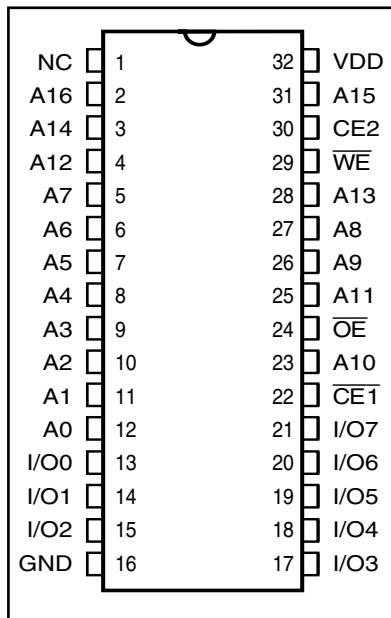 NC 1 32 VDD
A16 2 31 A15
A14 3 30 CE2
A12 4 29 W̅E̅
A7 5 28 A13
A6 6 27 A8
A5 7 26 A9
A4 8 25 A11
A3 9 24 O̅E̅
A2 10 23 A10
A1 11 22 C̅E̅1̅
A0 12 21 I/O7
I/O0 13 20 I/O6
I/O1 14 19 I/O5
I/O2 15 18 I/O4
GND 16 17 I/O3